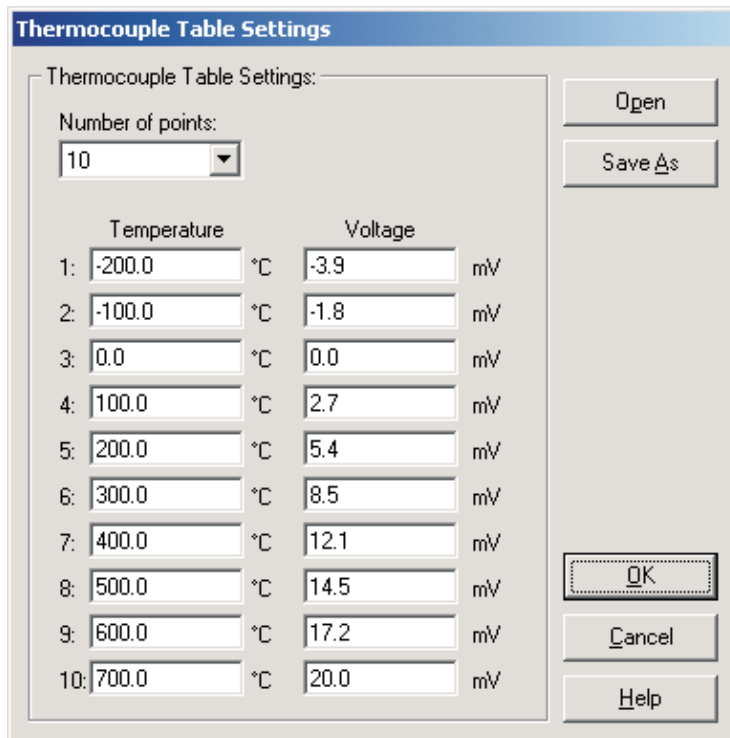 Thermocouple Table Settings
Thermocouple Table Settings:
Open
Number of points:
10
Save As
Temperature Voltage
1: -200.0 °C -3.9 mV
2: -100.0 °C -1.8 mV
3: 0.0 °C 0.0 mV
4: 100.0 °C 2.7 mV
5: 200.0 °C 5.4 mV
6: 300.0 °C 8.5 mV
7: 400.0 °C 12.1 mV
8: 500.0 °C 14.5 mV
9: 600.0 °C 17.2 mV
10: 700.0 °C 20.0 mV
OK
Cancel
Help